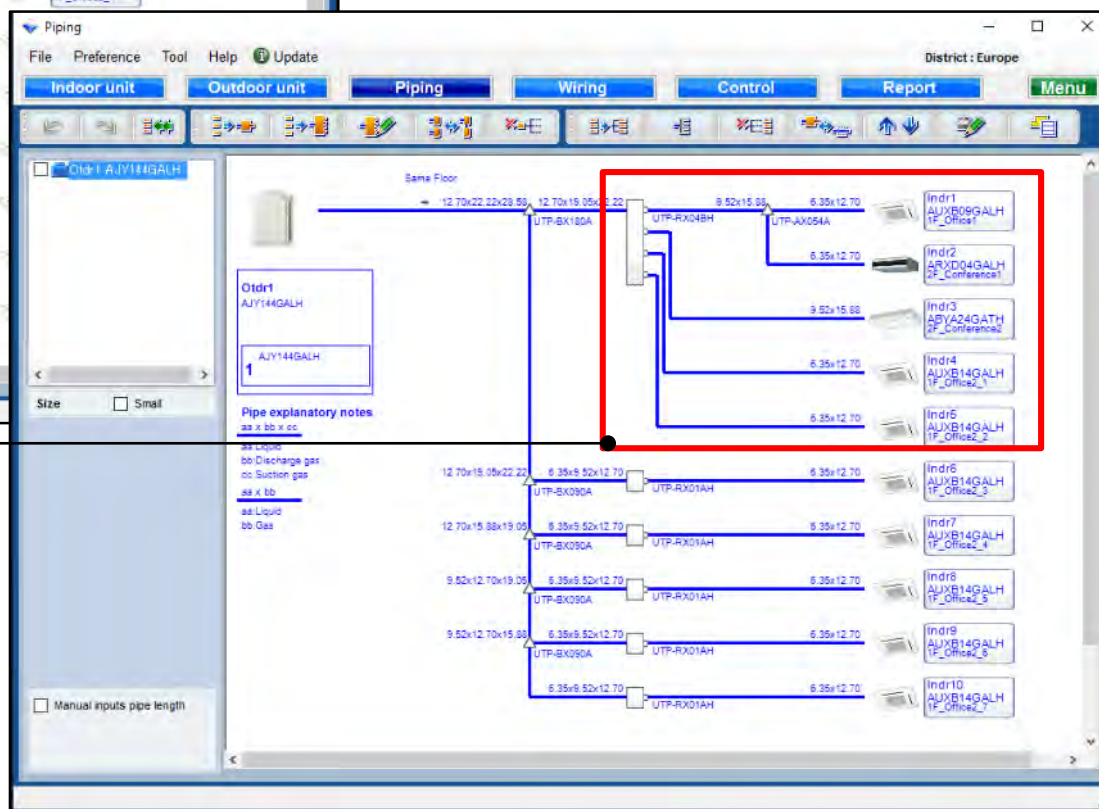 Piping
File Preference Tool Help Update District : Europe
Indoor unit Outdoor unit Piping Wiring Control Report Menu
Otdr1 AJY144GALH
Size Small
Manual inputs pipe length
Same Floor
12.70x22.22x28.58 12.70x19.05x22.22 9.52x15.88 6.35x12.70
UTP-BX180A UTP-RX04BH UTP-AX054A
Indr1
AUXB09GALH
1F_Office1
6.35x12.70
Indr2
ARXD04GALH
2F_Conference1
Otdr1
AJY144GALH
9.52x15.88
Indr3
ABYA24GATH
2F_Conference2
AJY144GALH
1
6.35x12.70
Indr4
AUXB14GALH
1F_Office2_1
Pipe explanatory notes
aa x bb x cc
aa:Liquid
bb:Discharge gas
cc:Suction gas
aa x bb
aa:Liquid
bb:Gas
6.35x12.70
Indr5
AUXB14GALH
1F_Office2_2
12.70x19.05x22.22 6.35x9.52x12.70 6.35x12.70
UTP-BX090A UTP-RX01AH
Indr6
AUXB14GALH
1F_Office2_3
12.70x15.88x19.05 6.35x9.52x12.70 6.35x12.70
UTP-BX090A UTP-RX01AH
Indr7
AUXB14GALH
1F_Office2_4
9.52x12.70x19.05 6.35x9.52x12.70 6.35x12.70
UTP-BX090A UTP-RX01AH
Indr8
AUXB14GALH
1F_Office2_5
9.52x12.70x15.88 6.35x9.52x12.70 6.35x12.70
UTP-BX090A UTP-RX01AH
Indr9
AUXB14GALH
1F_Office2_6
6.35x9.52x12.70 6.35x12.70
UTP-RX01AH
Indr10
AUXB14GALH
1F_Office2_7